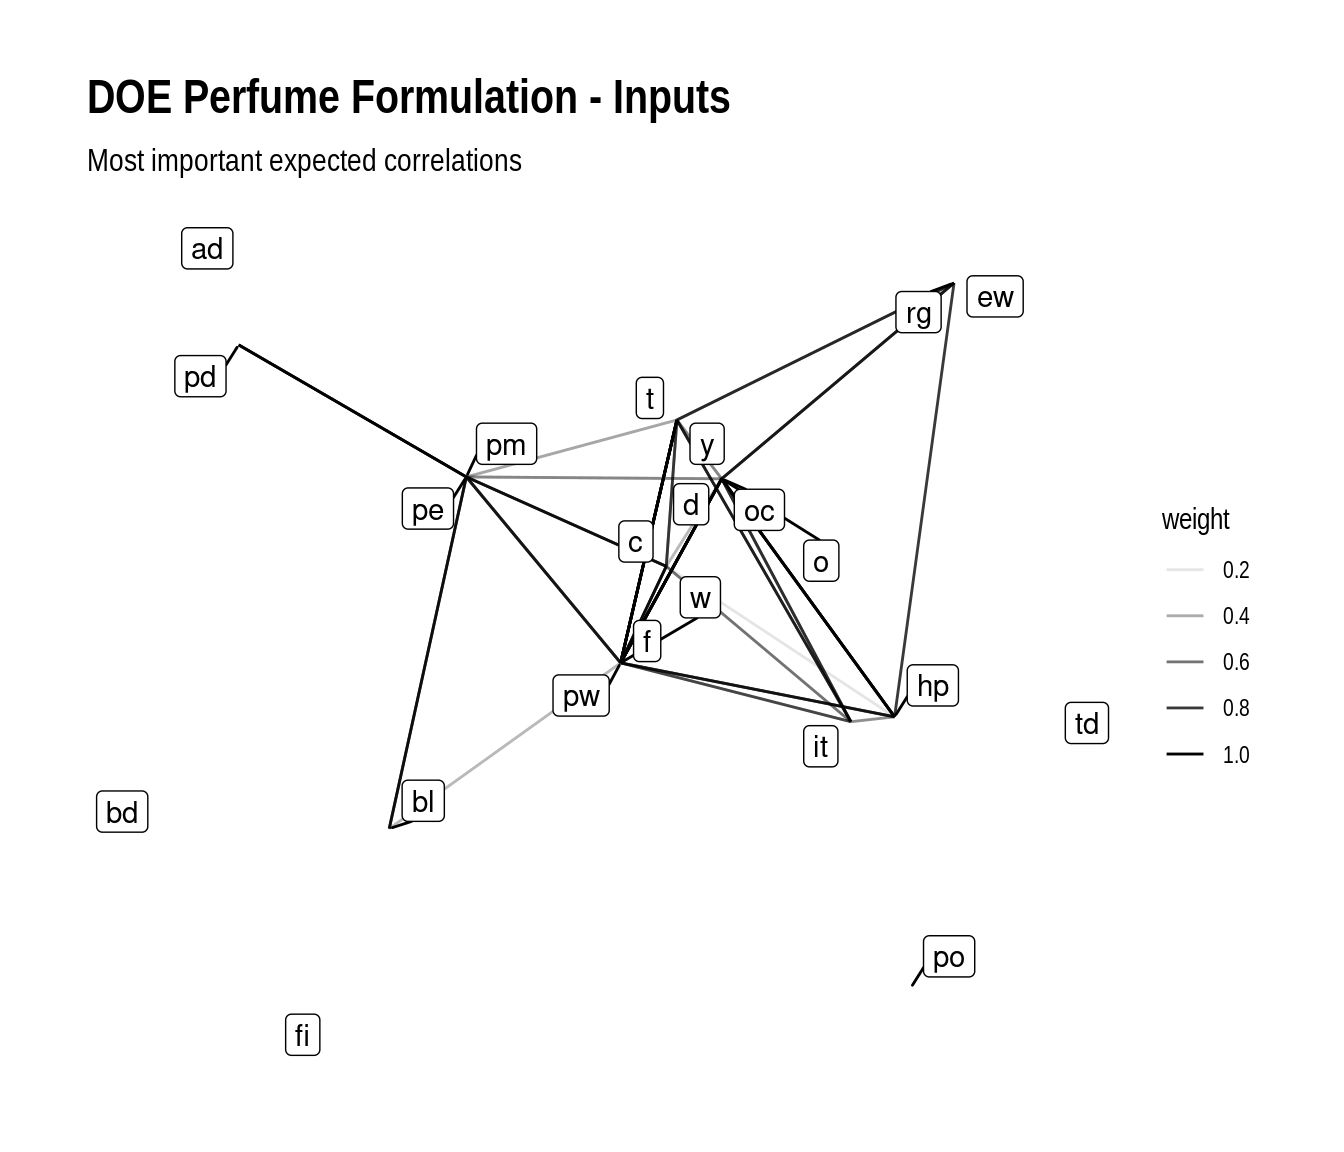 DOE Perfume Formulation - Inputs
Most important expected correlations
ad
ew
rg
pd
t
pm
y
pe
d
oc
c
o
w
f
pw
hp
it
td
bl
bd
po
fi
weight
0.2
0.4
0.6
0.8
1.0